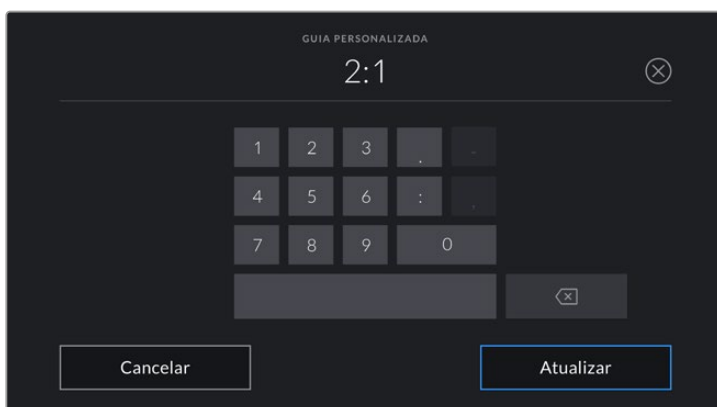 GUIA PERSONALIZADA
2:1
1 2 3 . -
4 5 6 : ,
7 8 9 0
Cancelar Atualizar